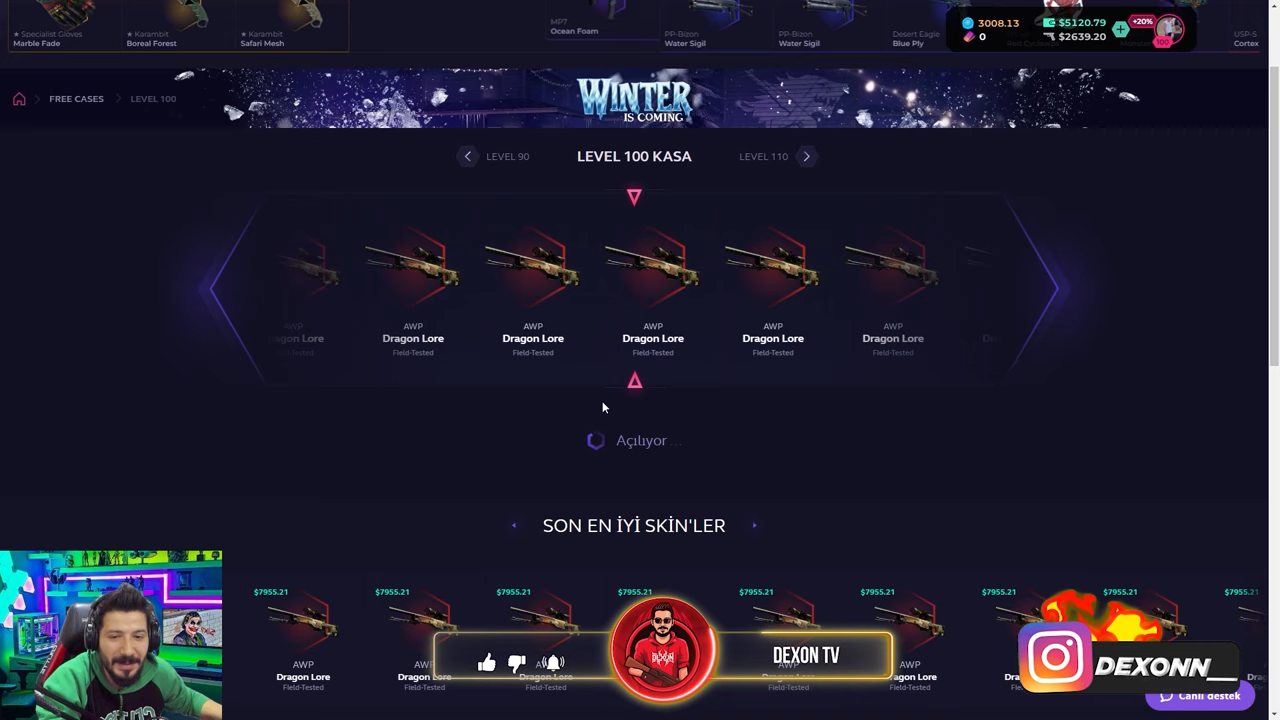 ★ Specialist Gloves
Marble Fade
★ Karambit
Boreal Forest
★ Karambit
Safari Mesh
MP7
Ocean Foam
PP-Bizon
Water Sigil
PP-Bizon
Water Sigil
Desert Eagle
Blue Ply
USP-S
Cortex
3008.13
0
$5120.79
$2639.20
+20%
100
FREE CASES
LEVEL 100
WINTER
IS COMING
LEVEL 90
LEVEL 100 KASA
LEVEL 110
AWP
Dragon Lore
Field-Tested
AWP
Dragon Lore
Field-Tested
AWP
Dragon Lore
Field-Tested
AWP
Dragon Lore
Field-Tested
AWP
Dragon Lore
Field-Tested
Açılıyor ...
SON EN İYİ SKİN'LER
$7955.21
$7955.21
$7955.21
$7955.21
$7955.21
$7955.21
$7955.21
$7955.21
$7955.21
AWP
Dragon Lore
Field-Tested
DEXON
DEXON TV
DEXONN__
Canlı destek